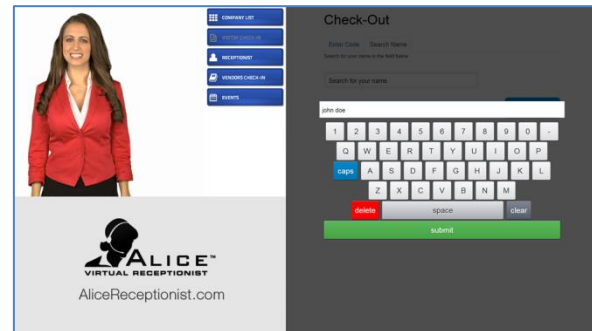 COMPANY LIST
VISITOR CHECK-IN
RECEPTIONIST
VENDORS CHECK-IN
EVENTS
ALICE™
VIRTUAL RECEPTIONIST
AliceReceptionist.com
Check-Out
Enter Code Search Name
Search for your name in the field below.
Search for your name
john doe
1 2 3 4 5 6 7 8 9 0 -
Q W E R T Y U I O P
caps A S D F G H J K L
Z X C V B N M
delete space clear
submit